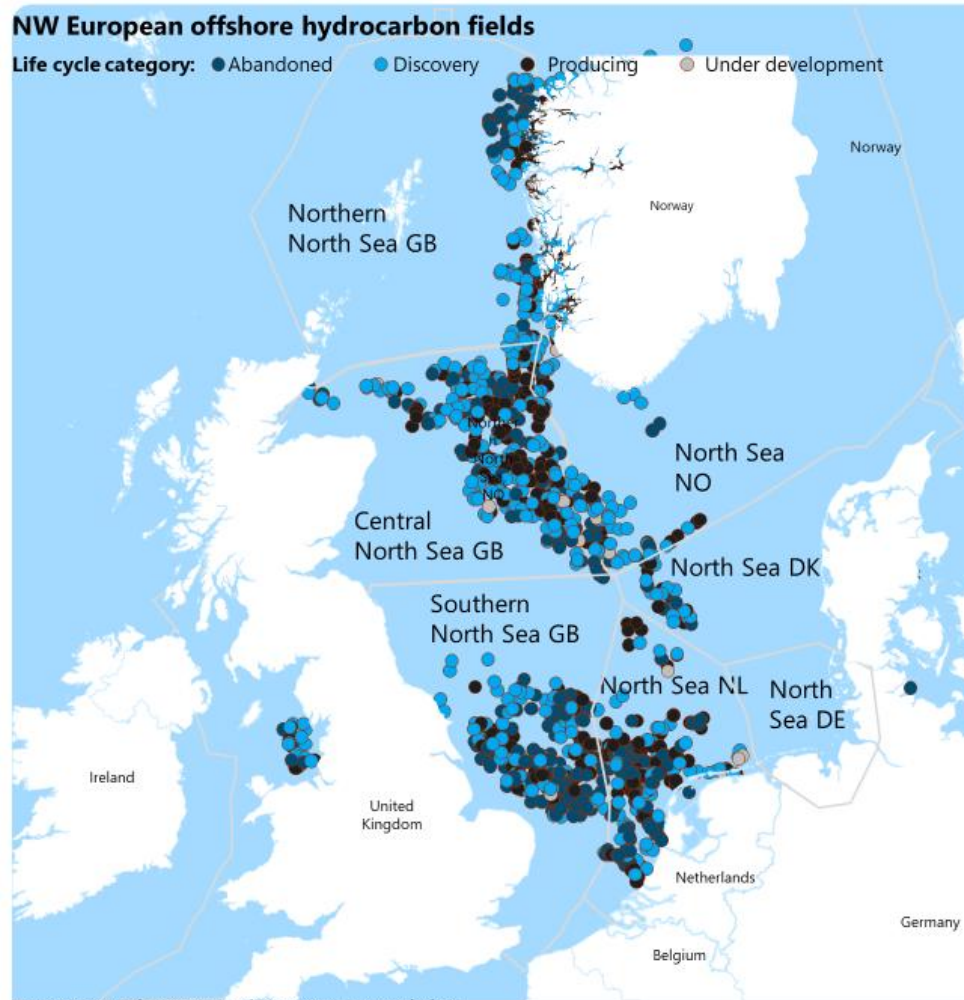 NW European offshore hydrocarbon fields
Life cycle category: Abandoned Discovery Producing Under development
Norway
Norway
Northern
North Sea GB
North Sea
NO
Central
North Sea GB
North Sea DK
Southern
North Sea GB
North Sea NL
North
Sea DE
Ireland
United
Kingdom
Netherlands
Germany
Belgium